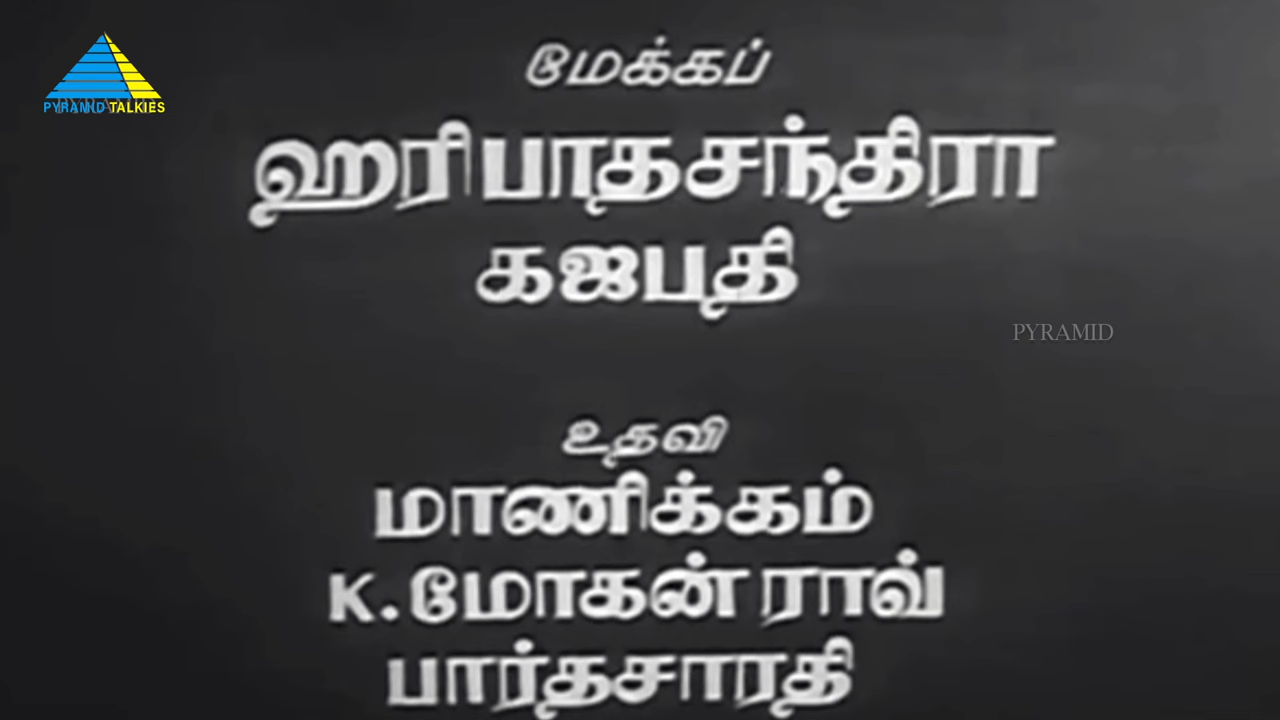 PYRAMID TALKIES
மேக்கப்
ஹரிபாதசந்திரா
கஜபதி
PYRAMID
உதவி
மாணிக்கம்
K. மோகன் ராவ்
பார்தசாரதி